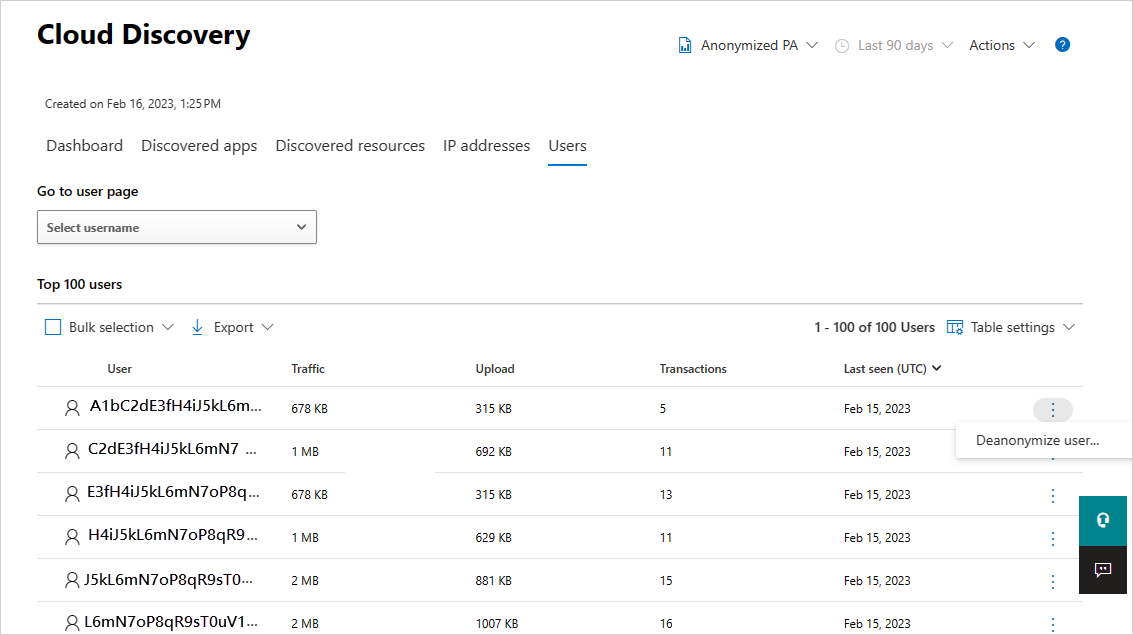 Cloud Discovery
Anonymized PA Last 90 days Actions ?
Created on Feb 16, 2023, 1:25 PM
Dashboard Discovered apps Discovered resources IP addresses Users
Go to user page
Select username
Top 100 users
Bulk selection Export 1 - 100 of 100 Users Table settings
User Traffic Upload Transactions Last seen (UTC)
A1bC2dE3fH4iJ5kL6m... 678 KB 315 KB 5 Feb 15, 2023
Deanonymize user...
C2dE3fH4iJ5kL6mN7 ... 1 MB 692 KB 11 Feb 15, 2023
E3fH4iJ5kL6mN7oP8q... 678 KB 315 KB 13 Feb 15, 2023
H4iJ5kL6mN7oP8qR9... 1 MB 629 KB 11 Feb 15, 2023
J5kL6mN7oP8qR9sT0... 2 MB 881 KB 15 Feb 15, 2023
L6mN7oP8qR9sT0uV1... 2 MB 1007 KB 16 Feb 15, 2023